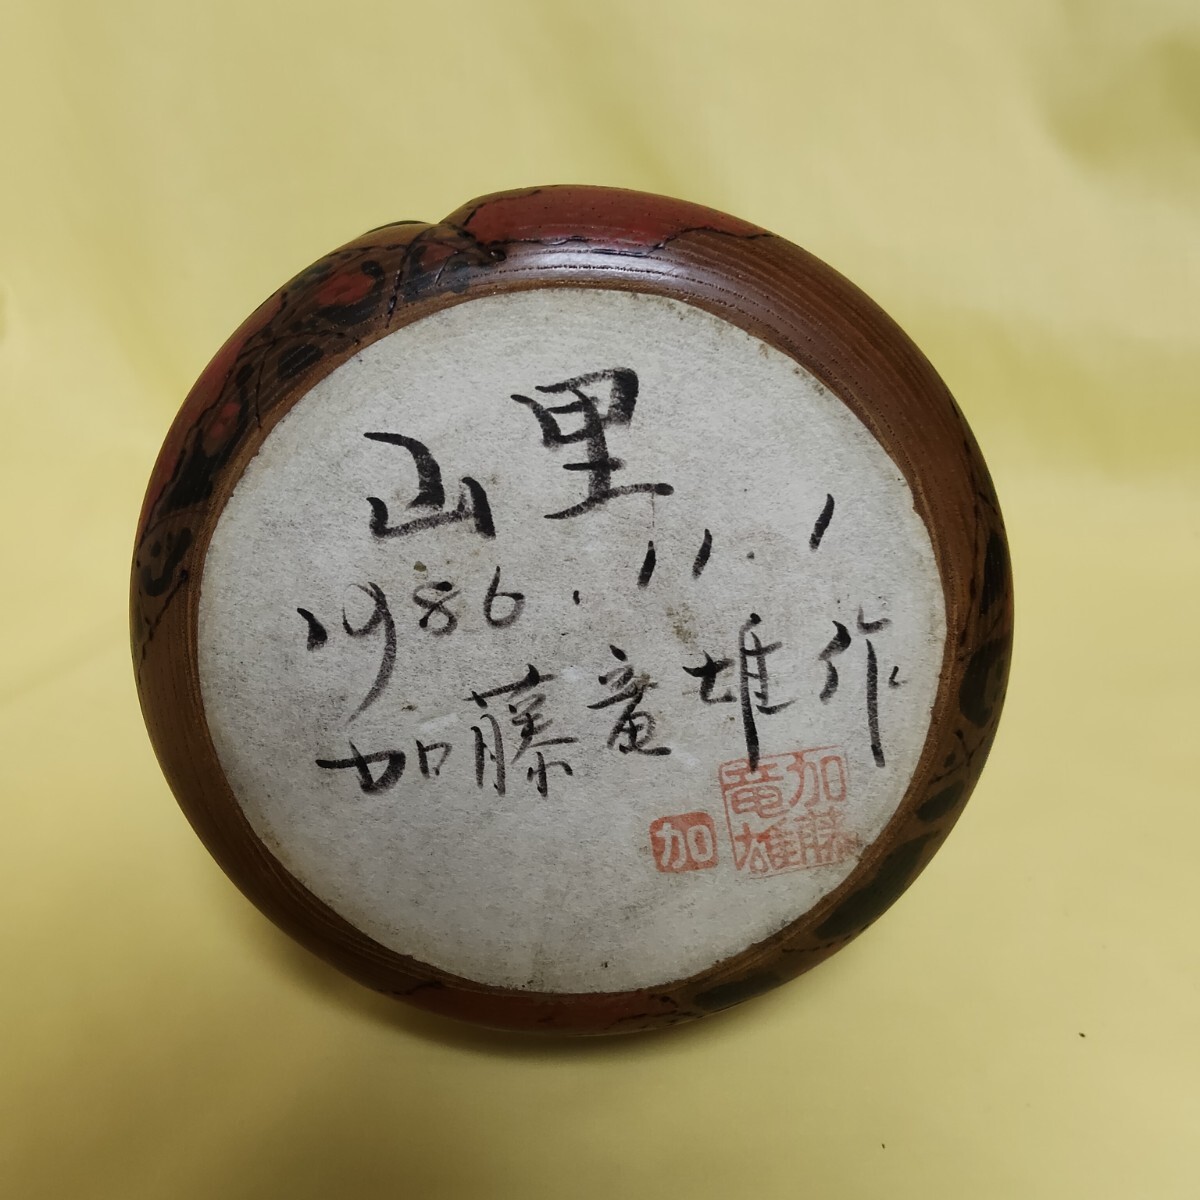 山里
1986.11.1
加藤竜雄作
加藤
竜雄
加